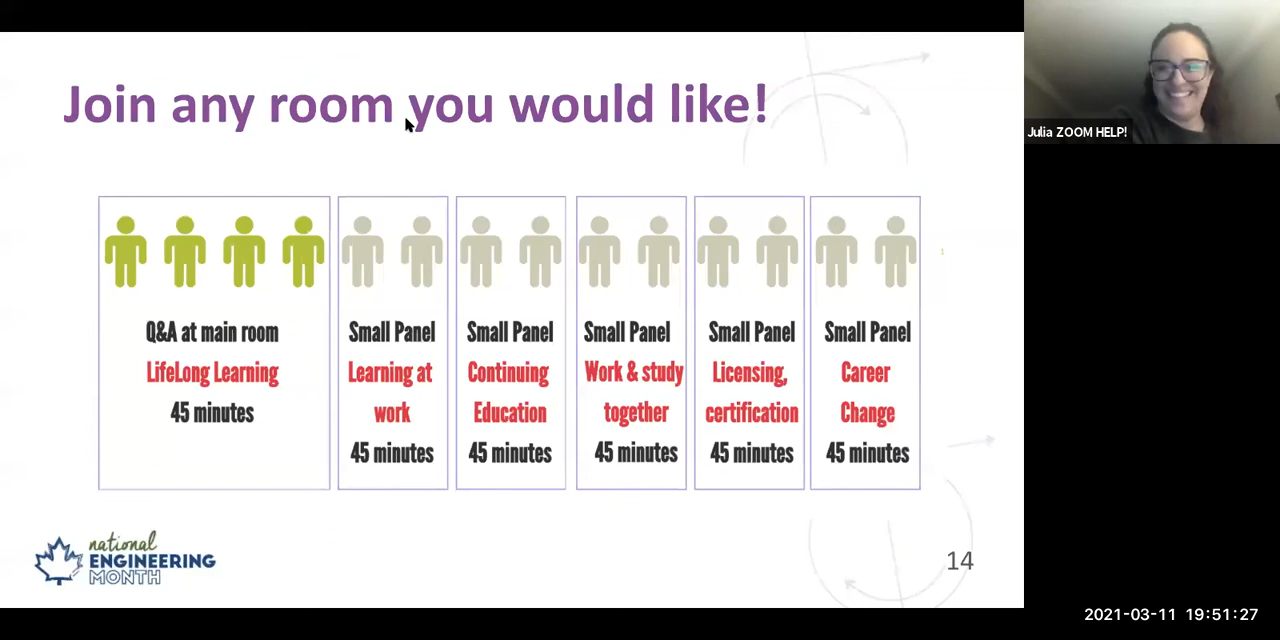 Join any room you would like!
Julia ZOOM HELP!
Q&A at main room
LifeLong Learning
45 minutes
Small Panel
Learning at
work
45 minutes
Small Panel
Continuing
Education
45 minutes
Small Panel
Work & study
together
45 minutes
Small Panel
Licensing,
certification
45 minutes
Small Panel
Career
Change
45 minutes
national
ENGINEERING
MONTH
14
2021-03-11 19:51:27